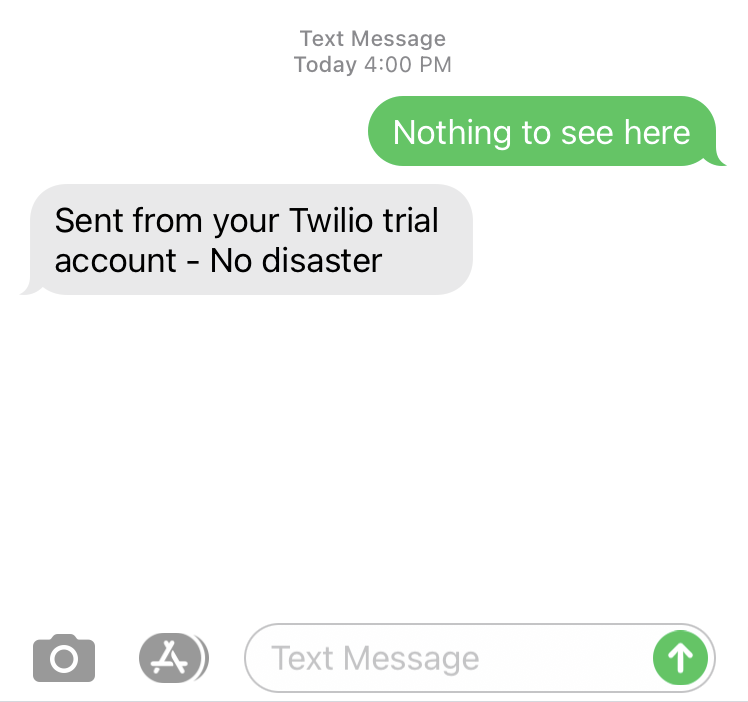 Text Message
Today 4:00 PM
Nothing to see here
Sent from your Twilio trial
account - No disaster
Text Message